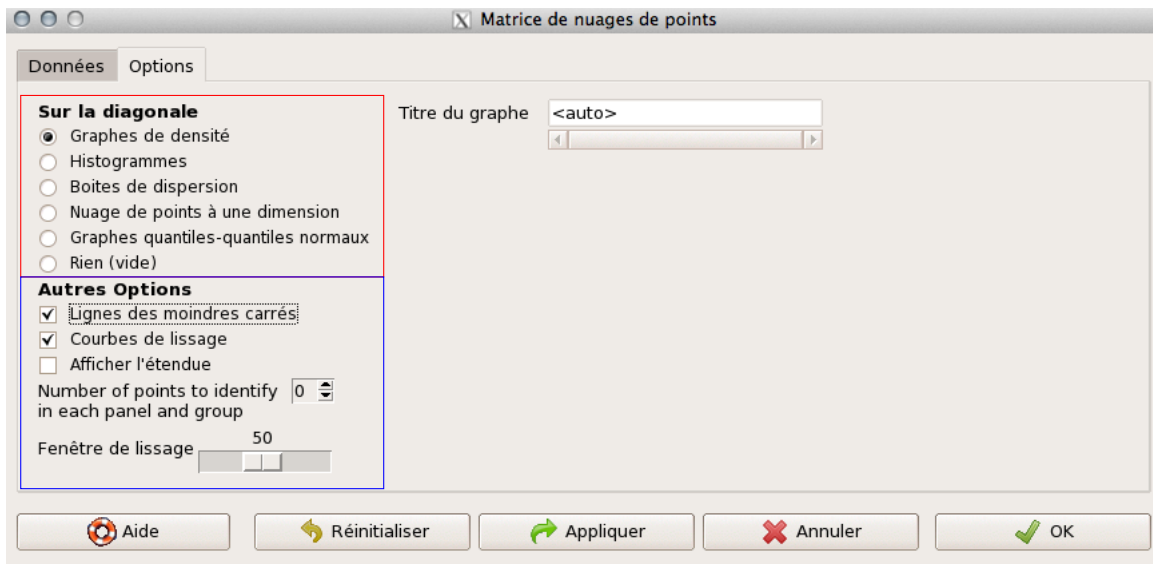 Matrice de nuages de points
Données Options
Sur la diagonale
Graphes de densité
Histogrammes
Boites de dispersion
Nuage de points à une dimension
Graphes quantiles-quantiles normaux
Rien (vide)
Titre du graphe <auto>
Autres Options
Lignes des moindres carrés
Courbes de lissage
Afficher l'étendue
Number of points to identify 0
in each panel and group
50
Fenêtre de lissage
Aide Réinitialiser Appliquer Annuler OK